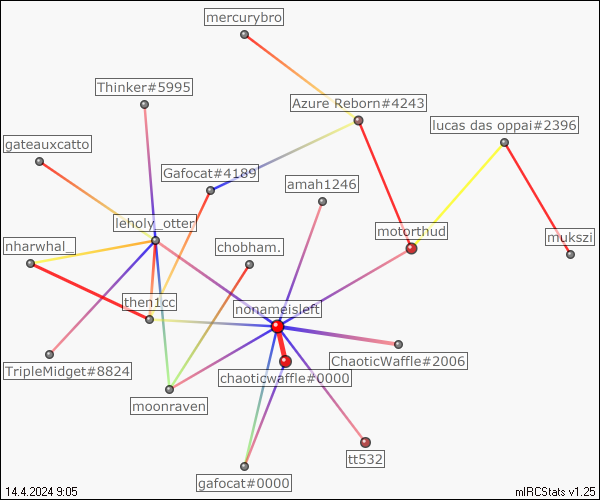 mercurybro
Thinker#5995
Azure Reborn#4243
lucas das oppai#2396
gateauxcatto
Gafocat#4189
amah1246
leholy_otter
motorthud
mukszi
nharwhal_
chobham.
then1cc
nonameisleft
TripleMidget#8824
ChaoticWaffle#2006
chaoticwaffle#0000
moonraven
tt532
gafocat#0000
14.4.2024 9:05
mIRCStats v1.25